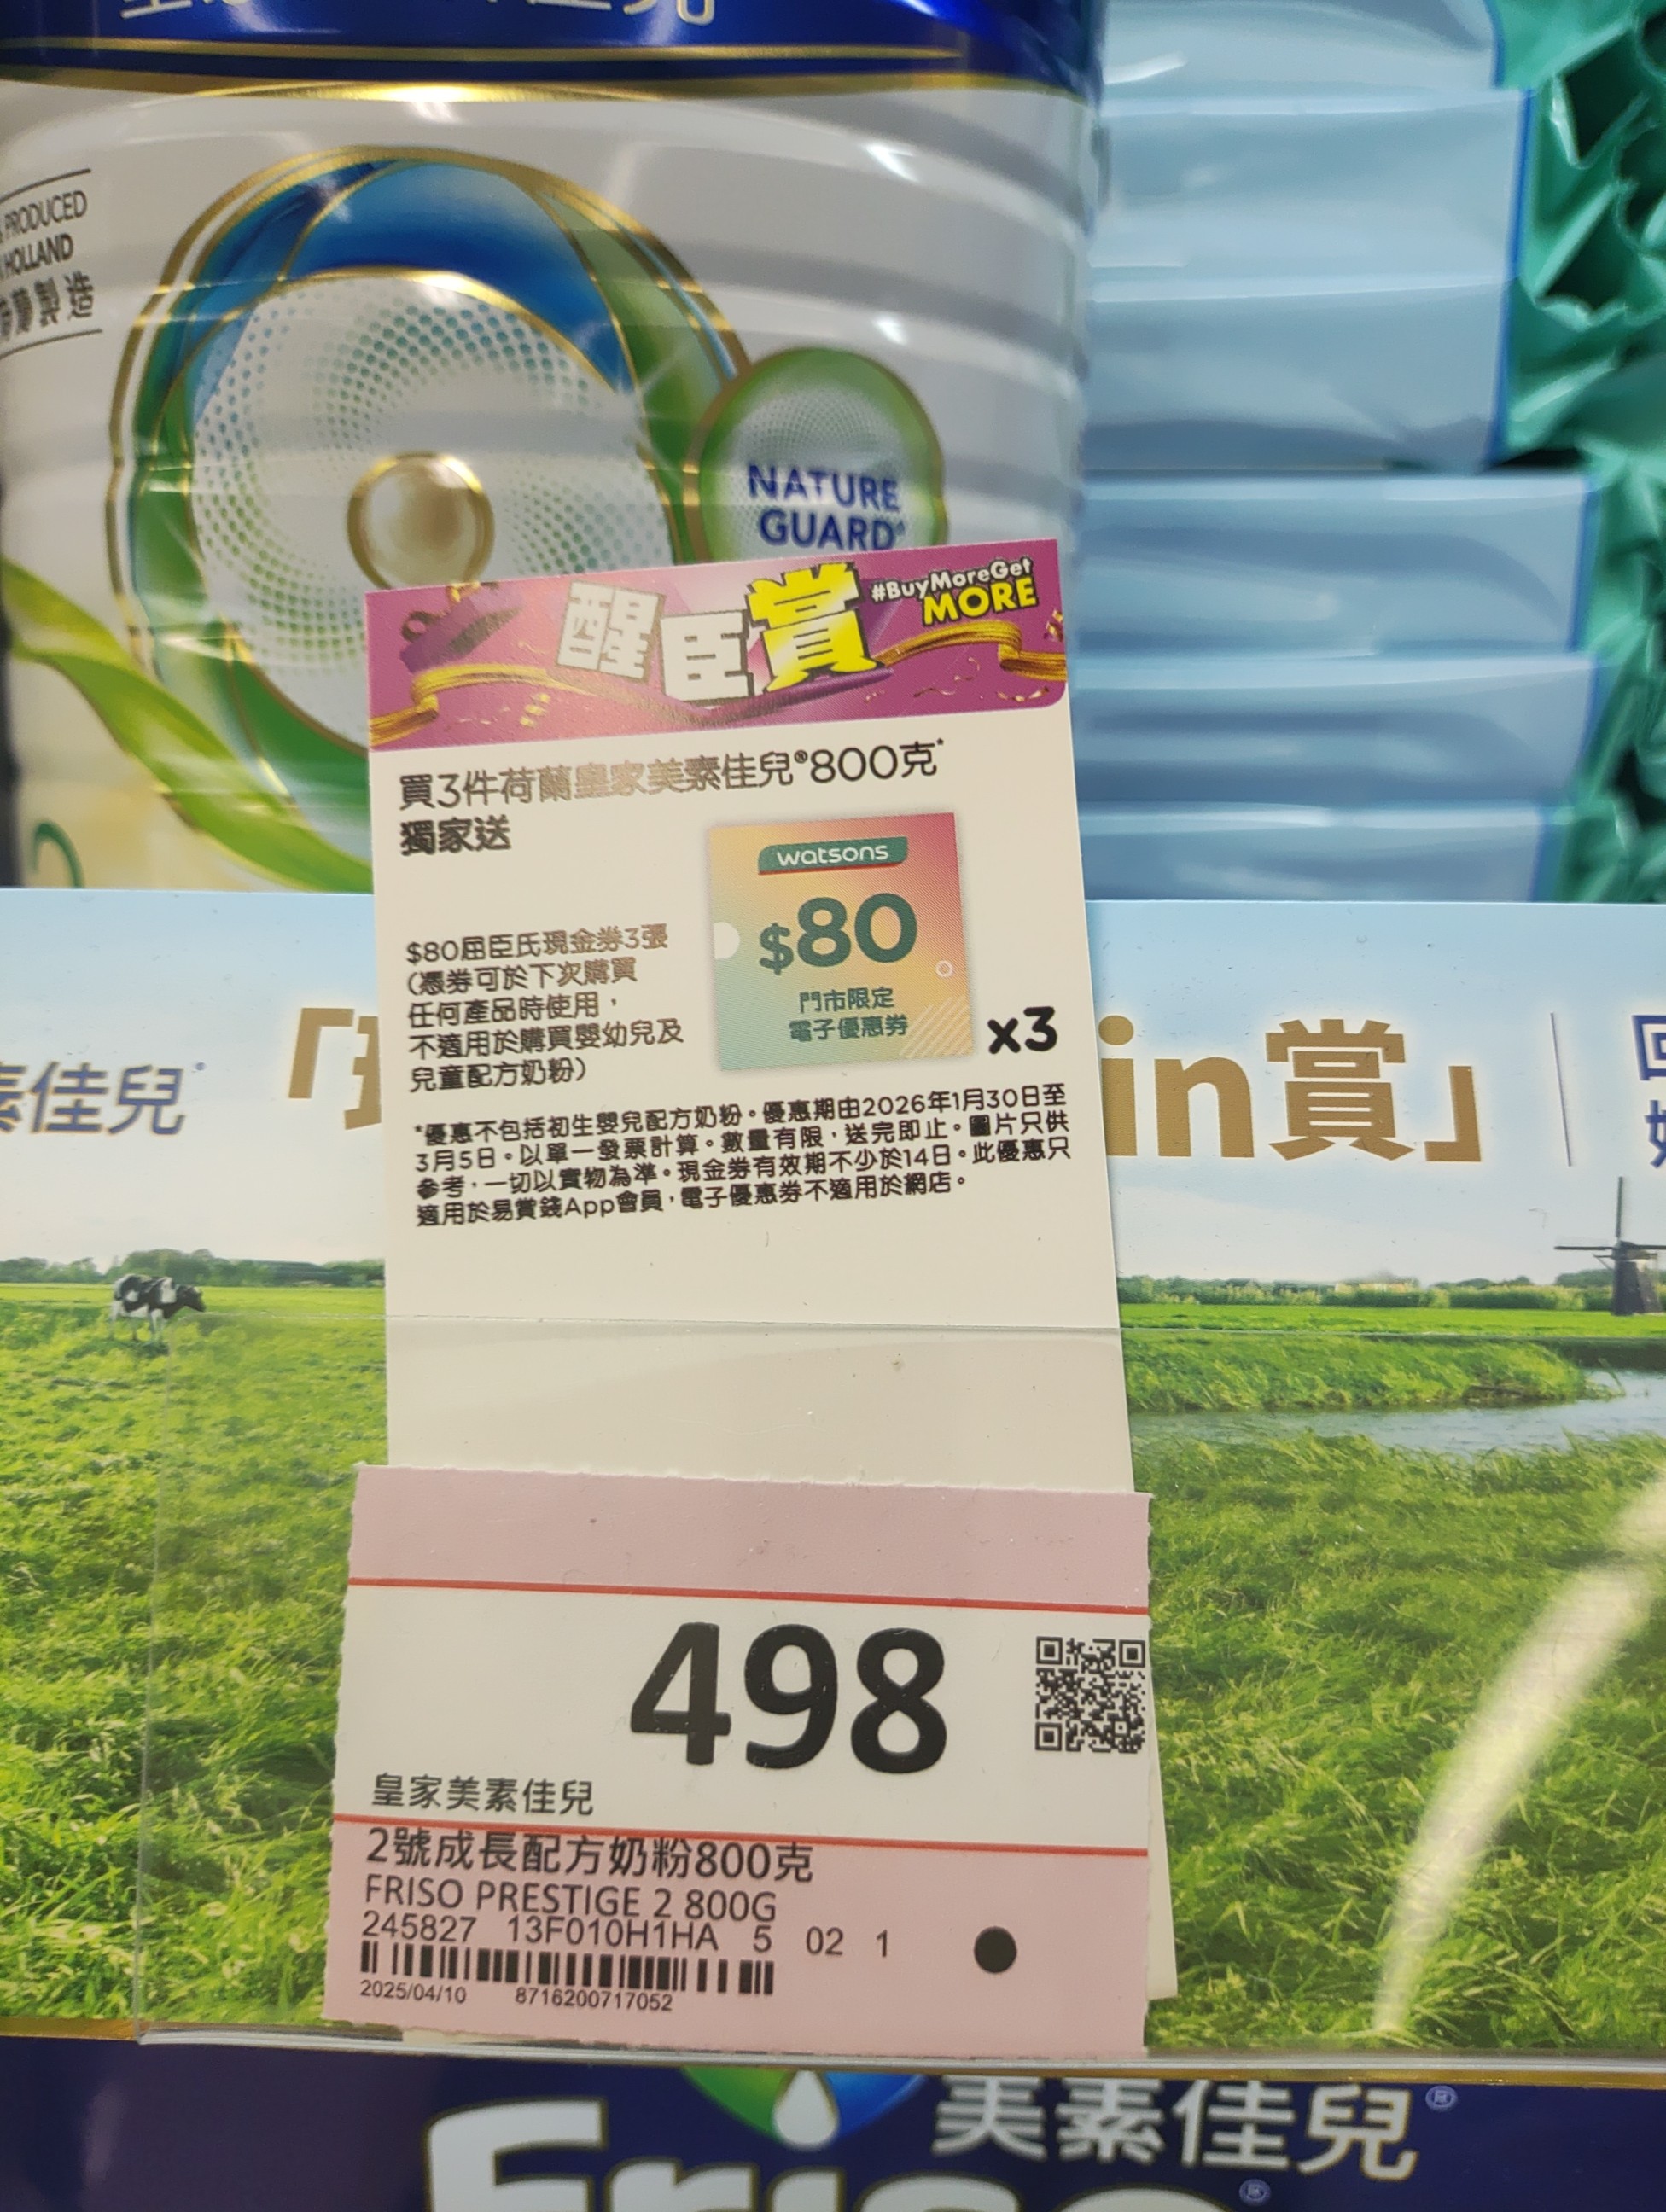 PRODUCED
HOLLAND
製造
NATURE
GUARD®
醒臣賞
#BuyMoreGet
MORE
買3件荷蘭皇家美素佳兒®800克*
獨家送
watsons
$80
門市限定
電子優惠券
x3
$80屈臣氏現金券3張
(憑券可於下次購買
任何產品時使用，
不適用於購買嬰幼兒及
兒童配方奶粉)
*優惠不包括初生嬰兒配方奶粉。優惠期由2026年1月30日至
3月5日。以單一發票計算。數量有限，送完即止。圖片只供
參考，一切以實物為準。現金券有效期不少於14日。此優惠只
適用於易賞錢App會員，電子優惠券不適用於網店。
素佳兒
in賞」
498
皇家美素佳兒
2號成長配方奶粉800克
FRISO PRESTIGE 2 800G
245827 13F010H1HA 5 02 1
2025/04/10 8716200717052
美素佳兒®
Friso®